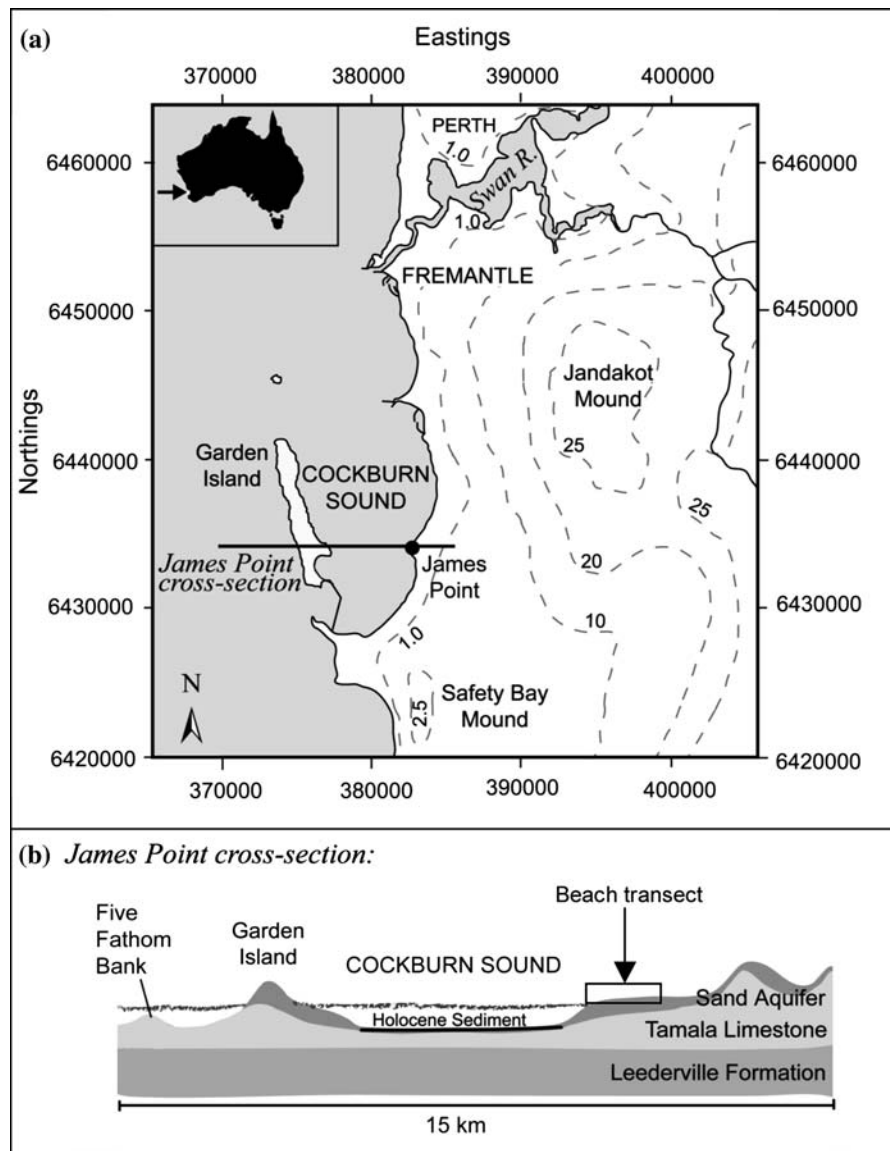 (a)
Eastings
370000 380000 390000 400000
PERTH
1.0
6460000 6460000
Swan R.
1.0
FREMANTLE
6450000 6450000
Jandakot
Mound
Northings
25
6440000 6440000
Garden
Island
COCKBURN
SOUND
25
James Point
cross-section
James
Point
20
6430000 6430000
10
1.0
N
Safety Bay
Mound
2.5
6420000 6420000
370000 380000 390000 400000
(b) James Point cross-section:
Beach transect
Five
Fathom
Bank
Garden
Island
COCKBURN SOUND
Sand Aquifer
Holocene Sediment
Tamala Limestone
Leederville Formation
15 km